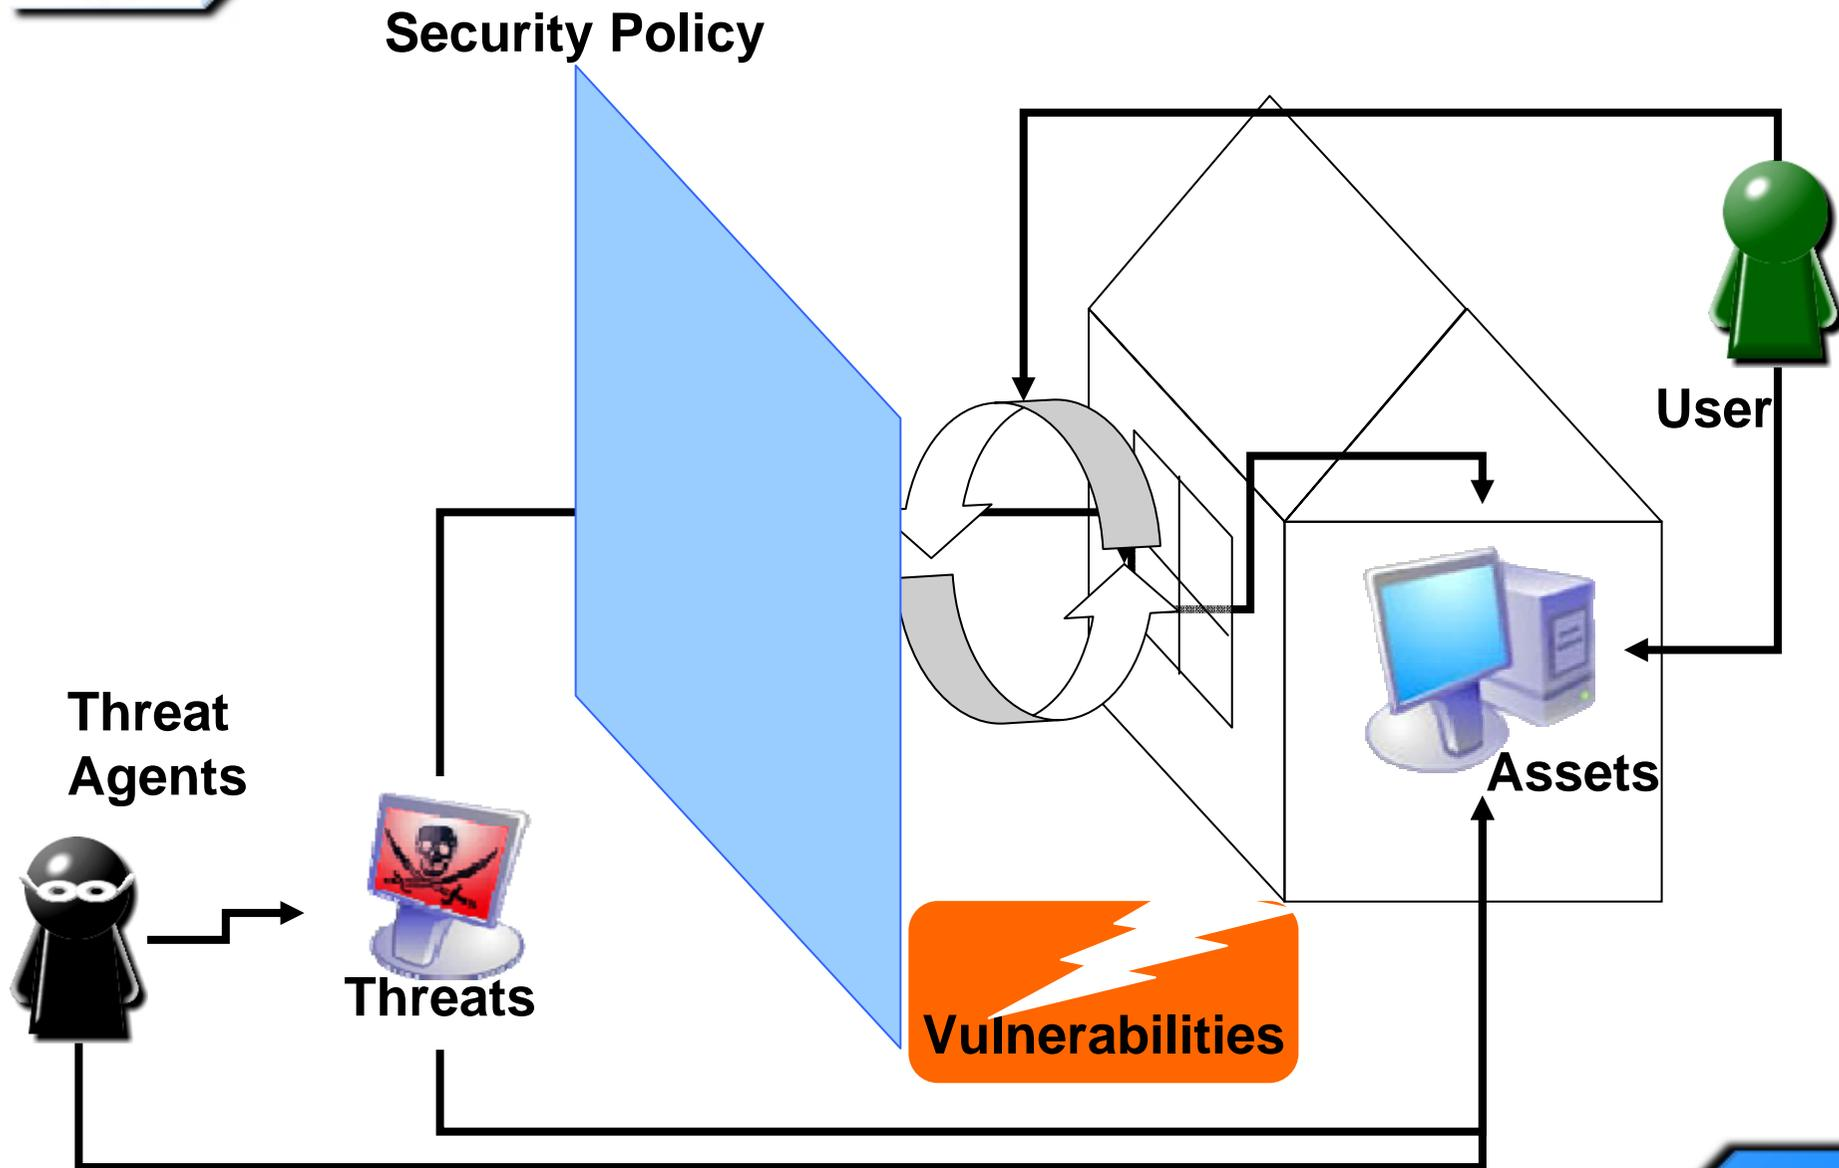 Security Policy
User
Threat
Agents
Assets
Threats
Vulnerabilities